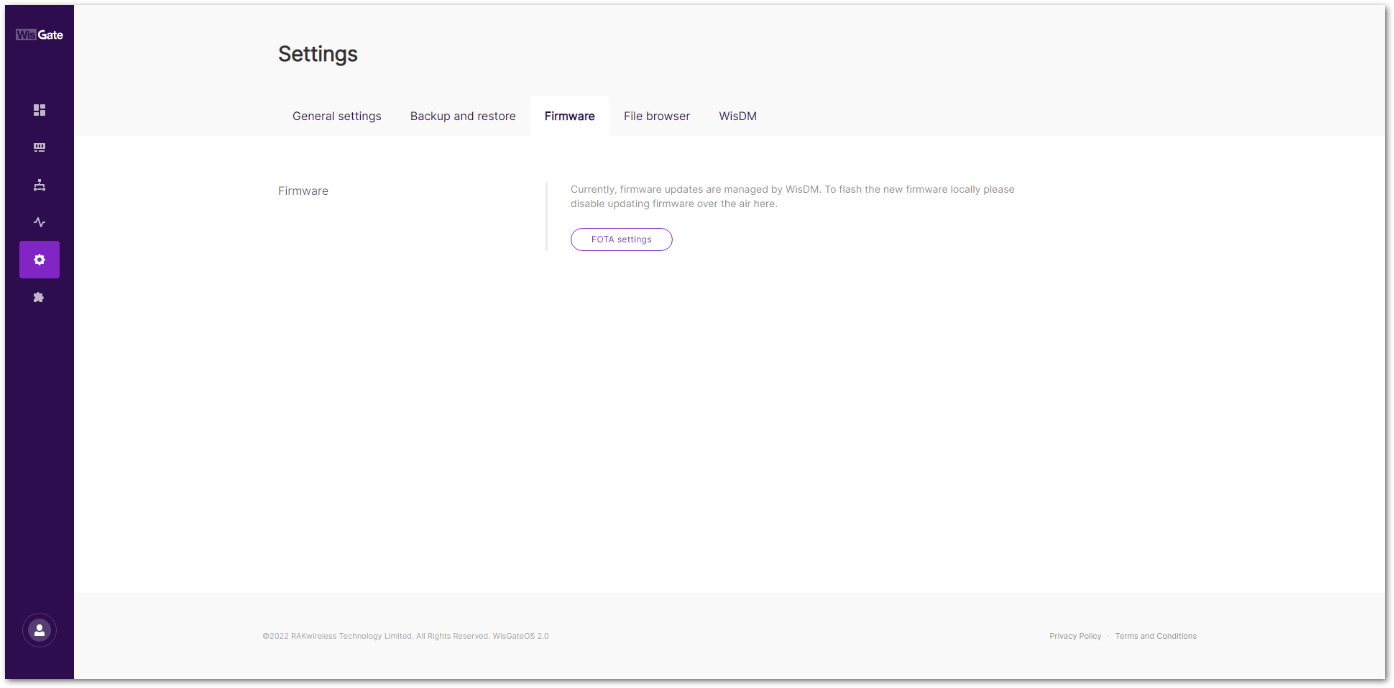 WisGate
Settings
General settings Backup and restore Firmware File browser WisDM
Firmware
Currently, firmware updates are managed by WisDM. To flash the new firmware locally please
disable updating firmware over the air here.
FOTA settings
©2022 RAKwireless Technology Limited. All Rights Reserved. WisGateOS 2.0
Privacy Policy · Terms and Conditions